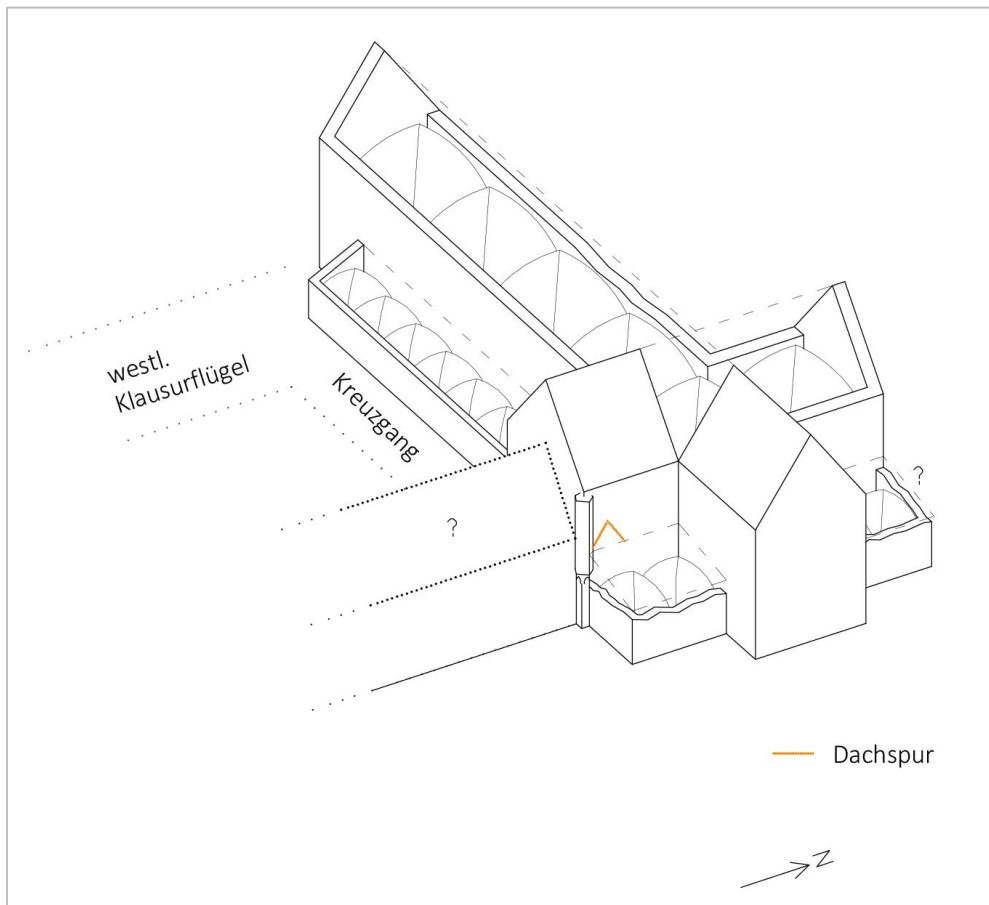 westl.
Klausurflügel
Kreuzgang
?
?
Dachspur
N